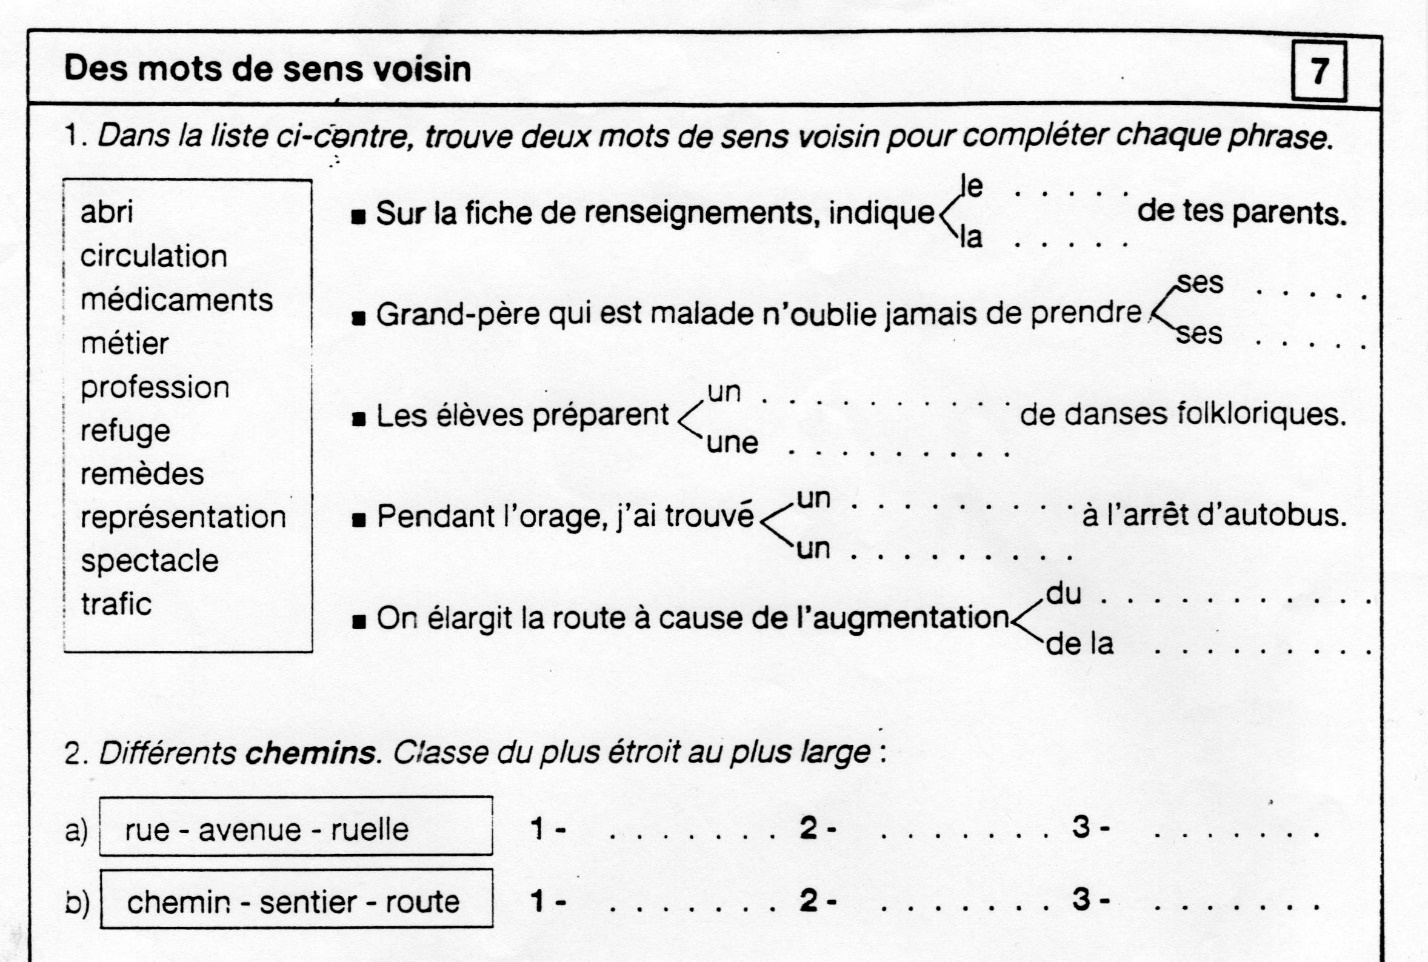 Des mots de sens voisin
7
1. Dans la liste ci-contre, trouve deux mots de sens voisin pour compléter chaque phrase.
abri
circulation
médicaments
métier
profession
refuge
remèdes
représentation
spectacle
trafic
■ Sur la fiche de renseignements, indique le . . . . . de tes parents.
la . . . . .
■ Grand-père qui est malade n'oublie jamais de prendre ses . . . . .
ses . . . . .
■ Les élèves préparent un . . . . . . . . . . de danses folkloriques.
une . . . . . . . . .
■ Pendant l'orage, j'ai trouvé un . . . . . . . . . à l'arrêt d'autobus.
un . . . . . . . . .
■ On élargit la route à cause de l'augmentation du . . . . . . . . . . .
de la . . . . . . . . .
2. Différents chemins. Classe du plus étroit au plus large :
a) rue - avenue - ruelle 1 - . . . . . . . 2 - . . . . . . . 3 - . . . . . . .
b) chemin - sentier - route 1 - . . . . . . . 2 - . . . . . . . 3 - . . . . . . .